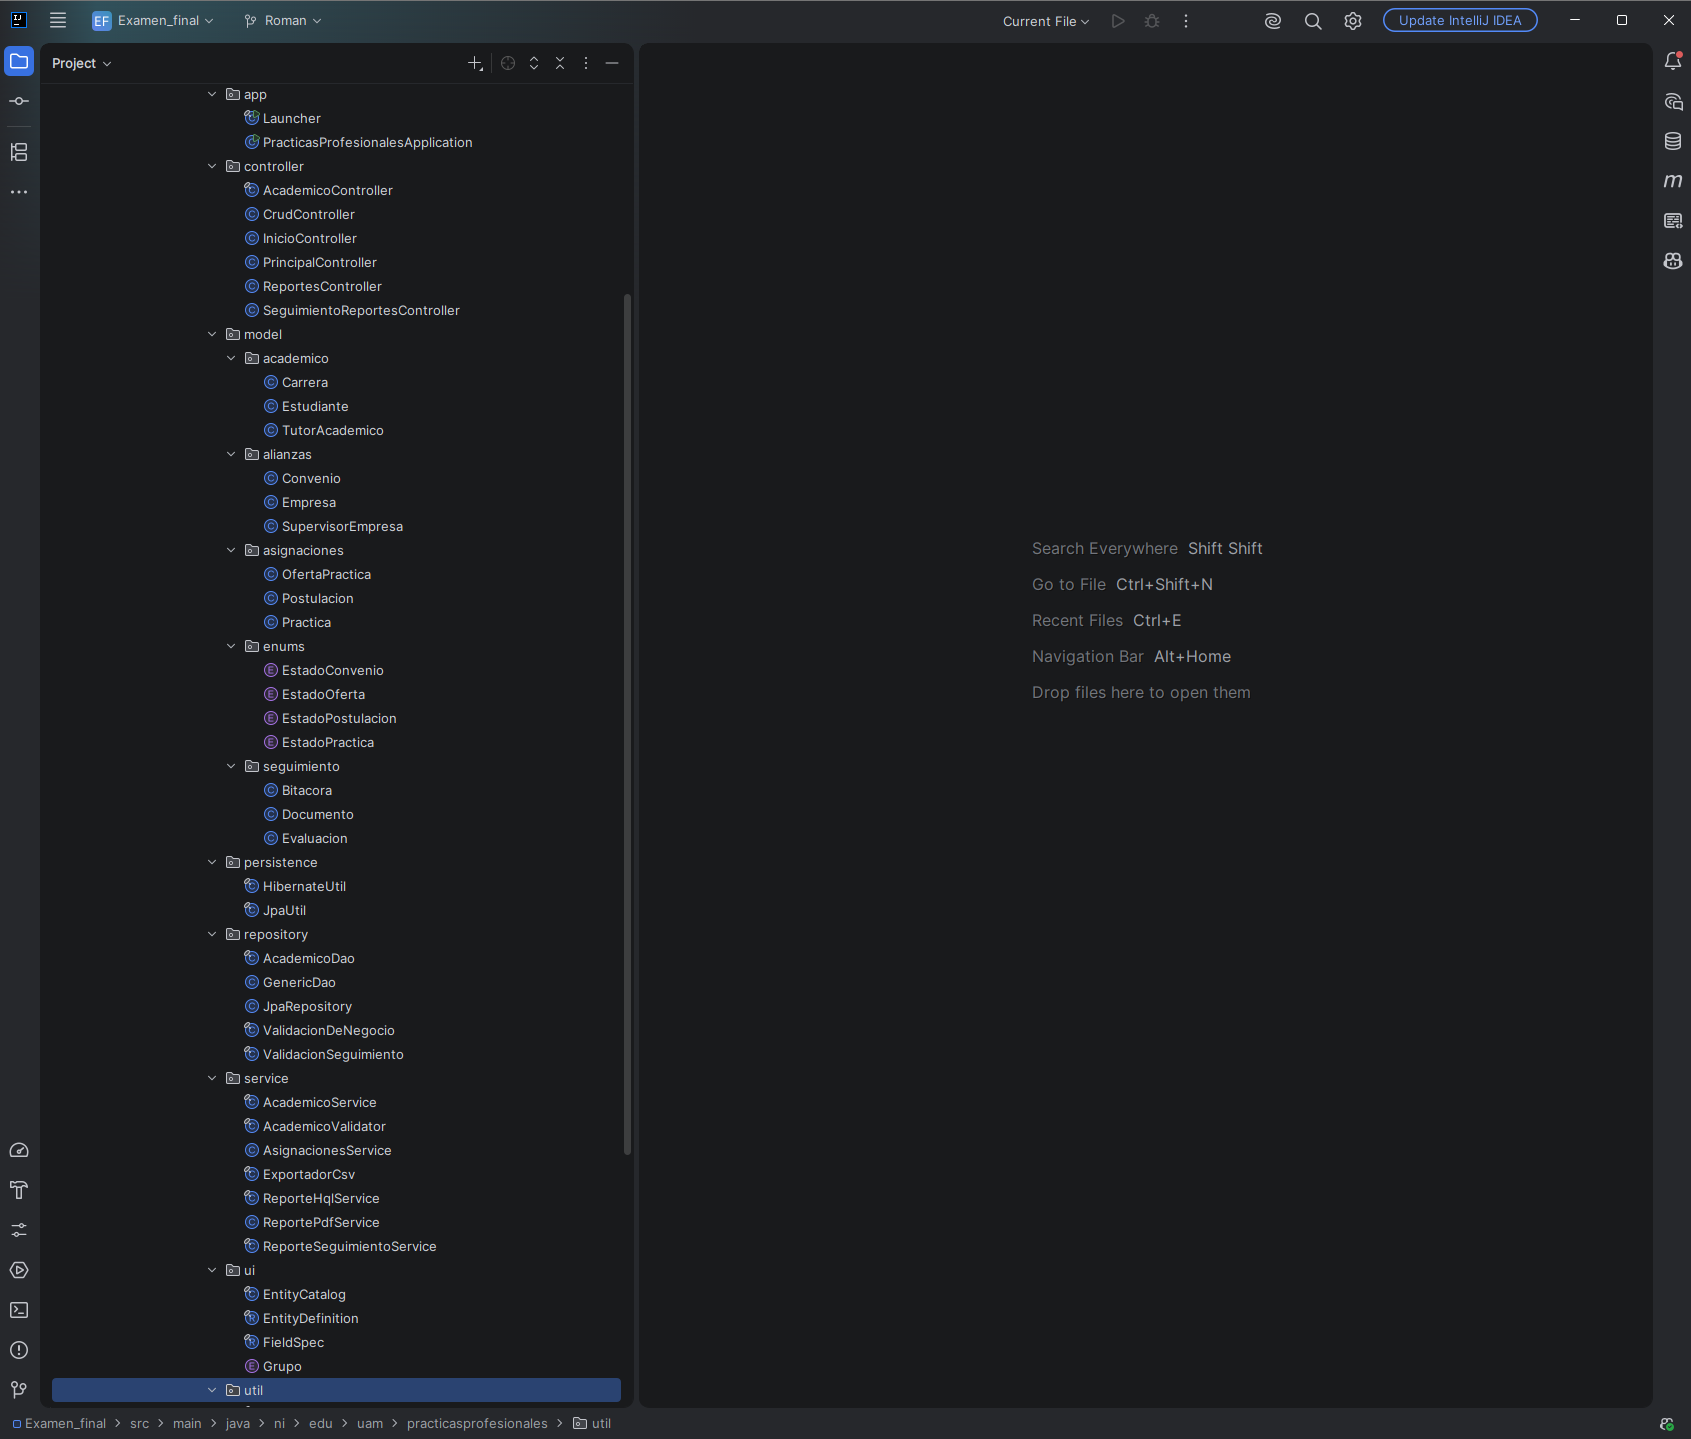 EF Examen_final Roman Current File Update IntelliJ IDEA
Project
app
Launcher
PracticasProfesionalesApplication
controller
AcademicoController
CrudController
InicioController
PrincipalController
ReportesController
SeguimientoReportesController
model
academico
Carrera
Estudiante
TutorAcademico
alianzas
Convenio
Empresa
SupervisorEmpresa
asignaciones
OfertaPractica
Postulacion
Practica
enums
EstadoConvenio
EstadoOferta
EstadoPostulacion
EstadoPractica
seguimiento
Bitacora
Documento
Evaluacion
persistence
HibernateUtil
JpaUtil
repository
AcademicoDao
GenericDao
JpaRepository
ValidacionDeNegocio
ValidacionSeguimiento
service
AcademicoService
AcademicoValidator
AsignacionesService
ExportadorCsv
ReporteHqlService
ReportePdfService
ReporteSeguimientoService
ui
EntityCatalog
EntityDefinition
FieldSpec
Grupo
util
Search Everywhere Shift Shift
Go to File Ctrl+Shift+N
Recent Files Ctrl+E
Navigation Bar Alt+Home
Drop files here to open them
Examen_final > src > main > java > ni > edu > uam > practicasprofesionales > util